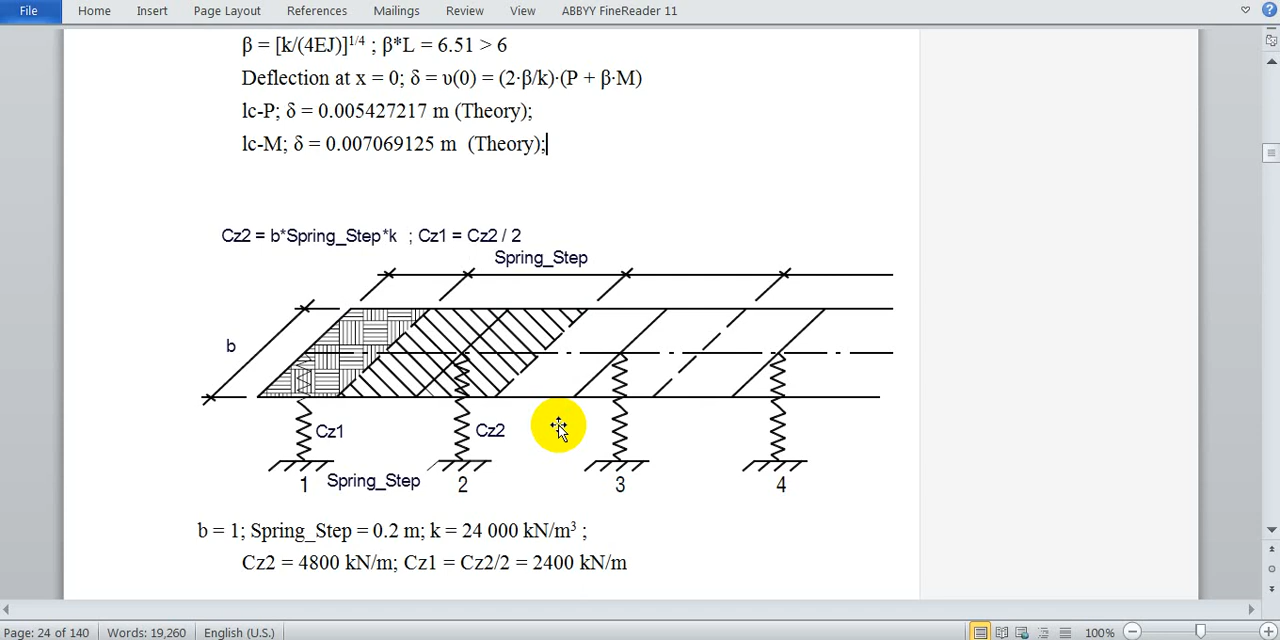 File Home Insert Page Layout References Mailings Review View ABBYY FineReader 11
β = [k/(4EJ)]^1/4 ; β*L = 6.51 > 6
Deflection at x = 0; δ = υ(0) = (2·β/k)·(P + β·M)
lc-P; δ = 0.005427217 m (Theory);
lc-M; δ = 0.007069125 m (Theory);
Cz2 = b*Spring_Step*k ; Cz1 = Cz2 / 2
Spring_Step
b
Cz1 Cz2
1 Spring_Step 2 3 4
b = 1; Spring_Step = 0.2 m; k = 24 000 kN/m³ ;
Cz2 = 4800 kN/m; Cz1 = Cz2/2 = 2400 kN/m
Page: 24 of 140 Words: 19,260 English (U.S.) 100%